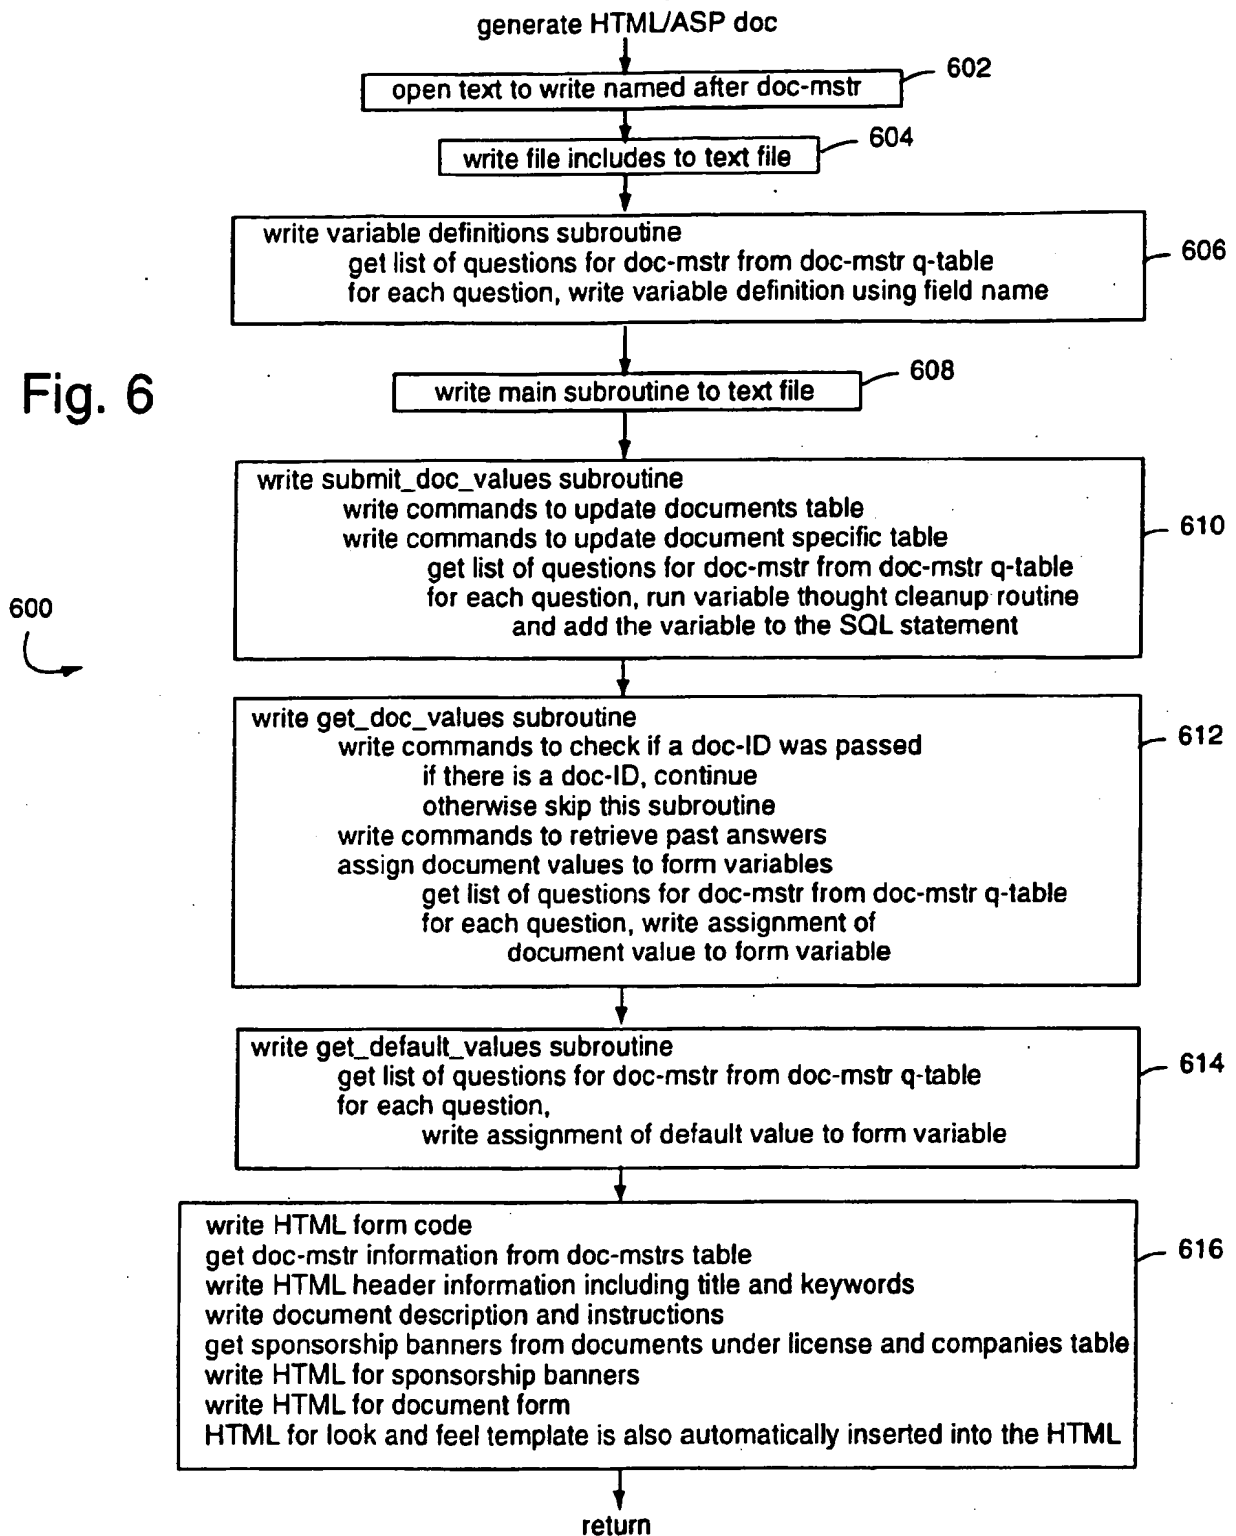 generate HTML/ASP doc
open text to write named after doc-mstr
602
write file includes to text file
604
write variable definitions subroutine
get list of questions for doc-mstr from doc-mstr q-table
for each question, write variable definition using field name
606
Fig. 6
write main subroutine to text file
608
write submit_doc_values subroutine
write commands to update documents table
write commands to update document specific table
get list of questions for doc-mstr from doc-mstr q-table
for each question, run variable thought cleanup routine
and add the variable to the SQL statement
610
600
write get_doc_values subroutine
write commands to check if a doc-ID was passed
if there is a doc-ID, continue
otherwise skip this subroutine
write commands to retrieve past answers
assign document values to form variables
get list of questions for doc-mstr from doc-mstr q-table
for each question, write assignment of
document value to form variable
612
write get_default_values subroutine
get list of questions for doc-mstr from doc-mstr q-table
for each question,
write assignment of default value to form variable
614
write HTML form code
get doc-mstr information from doc-mstrs table
write HTML header information including title and keywords
write document description and instructions
get sponsorship banners from documents under license and companies table
write HTML for sponsorship banners
write HTML for document form
HTML for look and feel template is also automatically inserted into the HTML
616
return